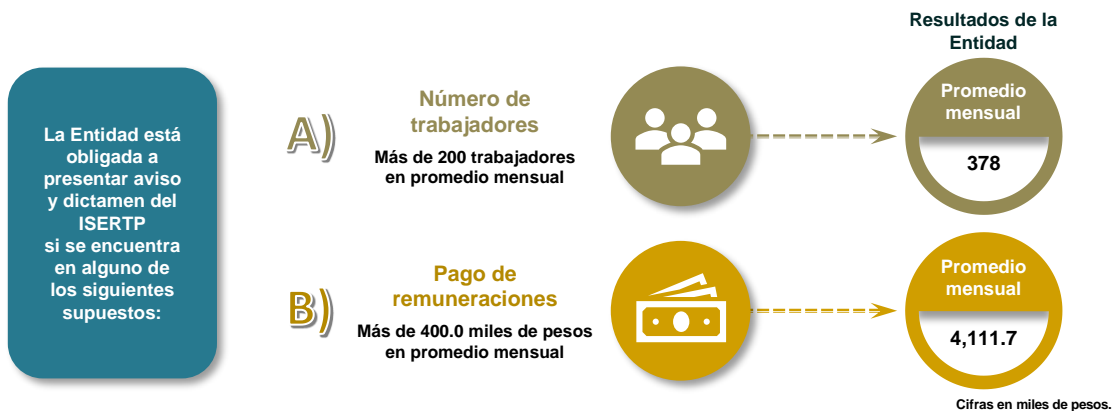 La Entidad está
obligada a
presentar aviso
y dictamen del
ISERTP
si se encuentra
en alguno de
los siguientes
supuestos:
A)
Número de
trabajadores
Más de 200 trabajadores
en promedio mensual
Resultados de la
Entidad
Promedio
mensual
378
B)
Pago de
remuneraciones
Más de 400.0 miles de pesos
en promedio mensual
Promedio
mensual
4,111.7
Cifras en miles de pesos.